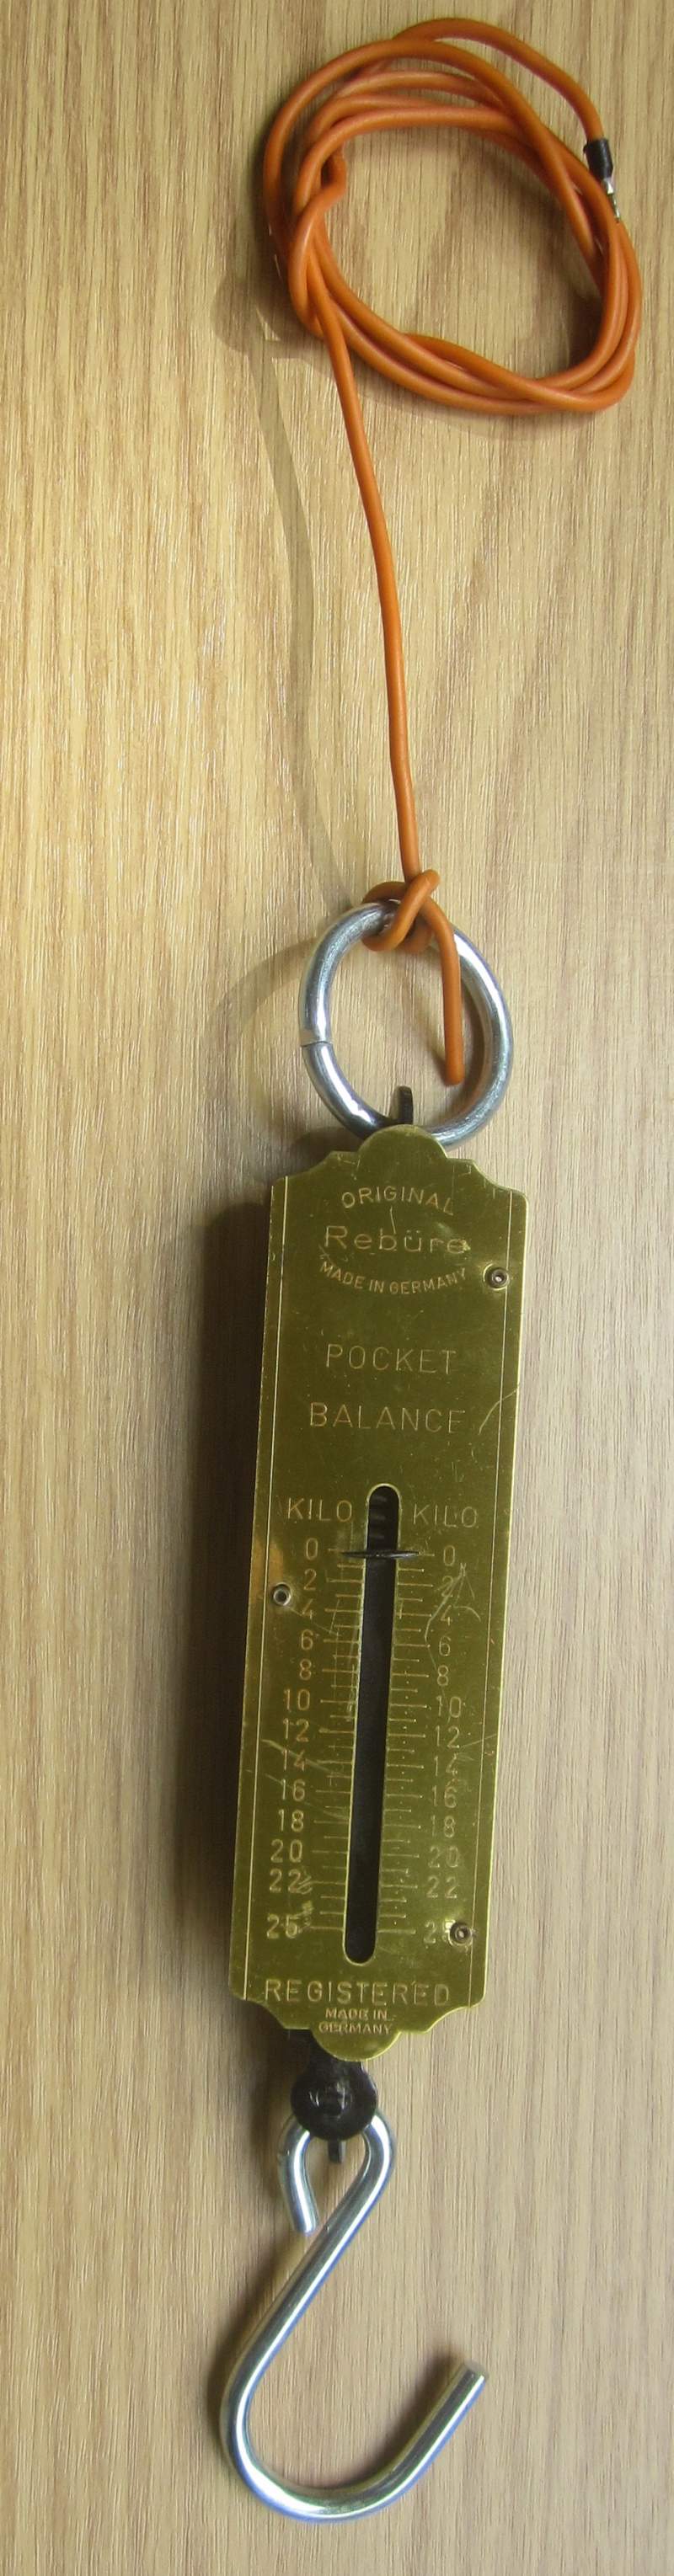 ORIGINAL
Rebüre
MADE IN GERMANY
POCKET
BALANCE
KILO KILO
0 0
2 2
4 4
6 6
8 8
10 10
12 12
14 14
16 16
18 18
20 20
22 22
25 25
REGISTERED
MADE IN
GERMANY